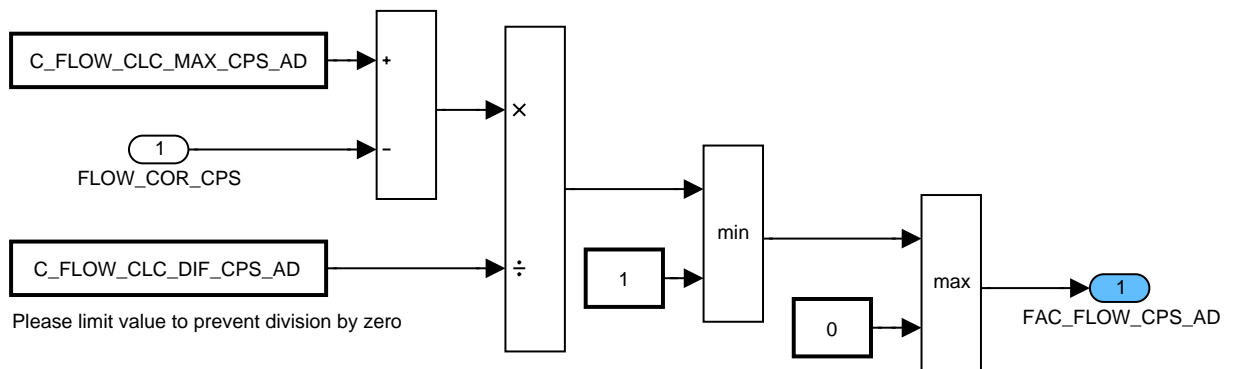 C_FLOW_CLC_MAX_CPS_AD
+
1
−
FLOW_COR_CPS
×
C_FLOW_CLC_DIF_CPS_AD
÷
Please limit value to prevent division by zero
min
1
max
0
1
FAC_FLOW_CPS_AD